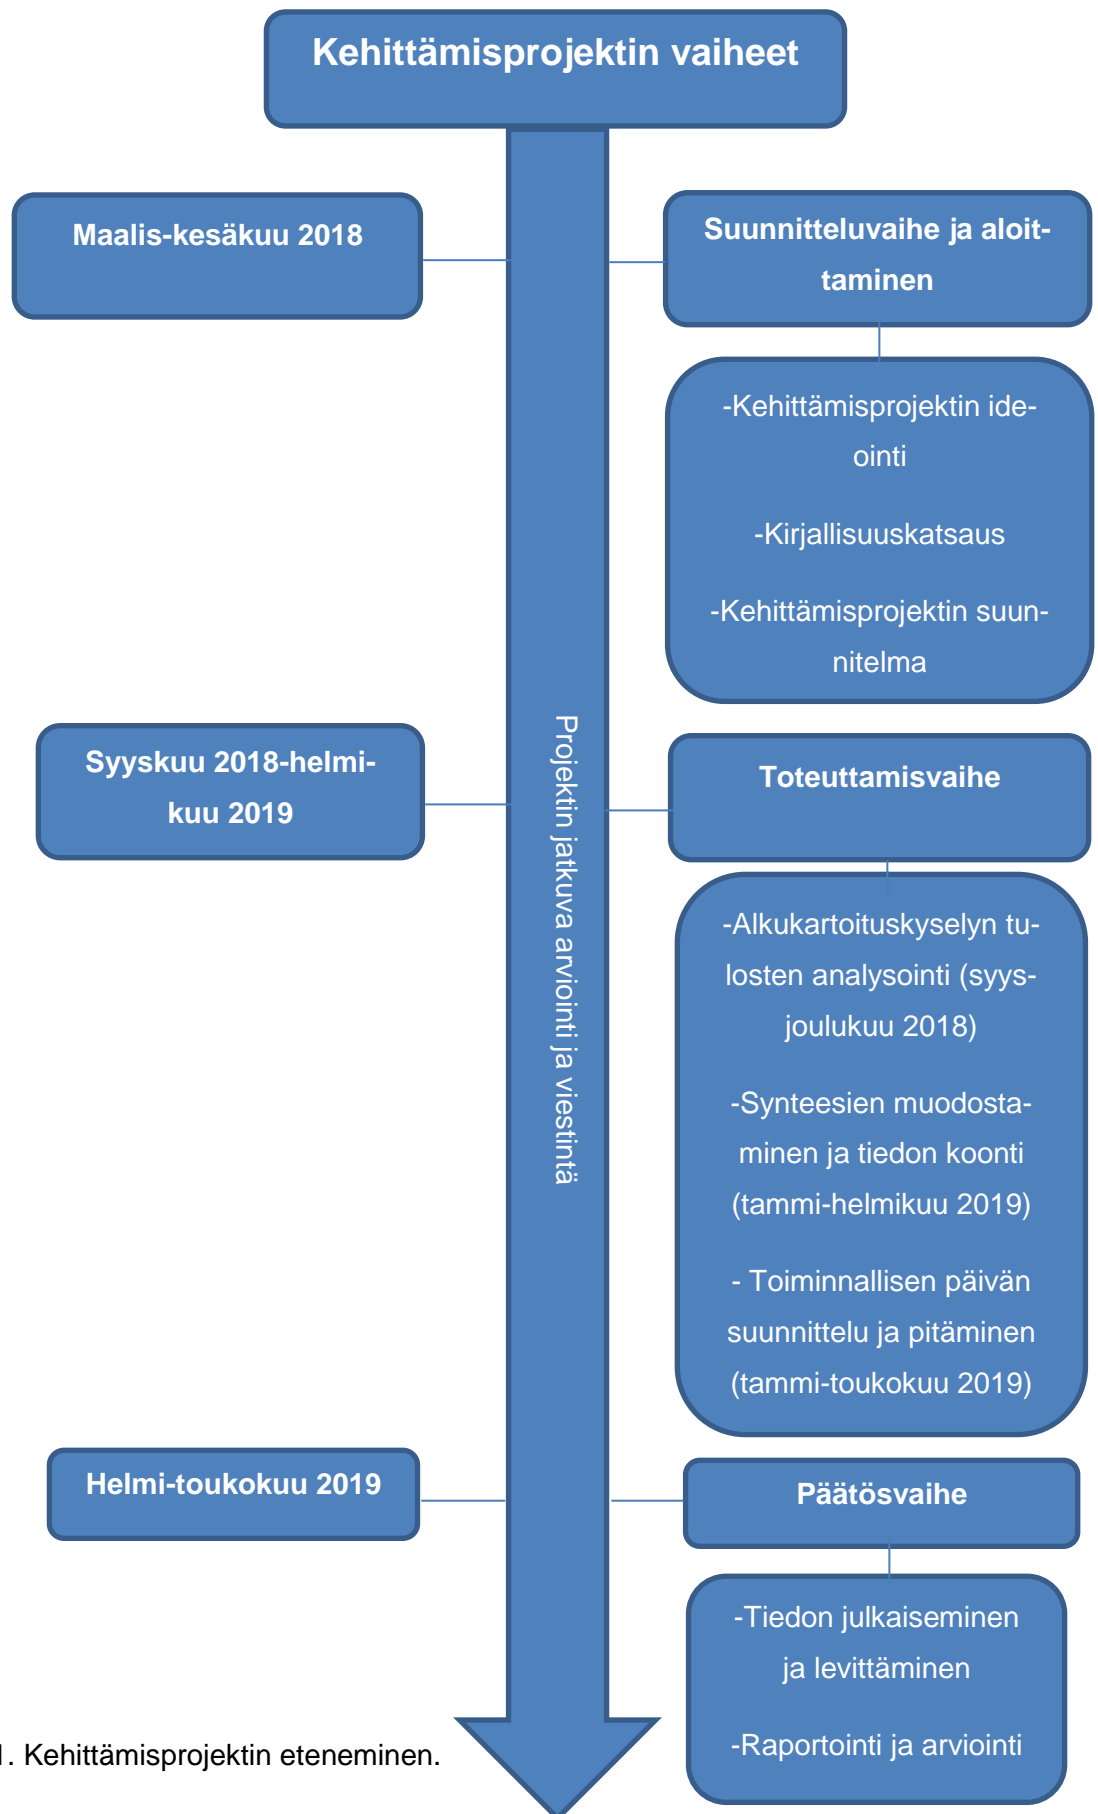 Kehittämisprojektin vaiheet
Maalis-kesäkuu 2018
Suunnitteluvaihe ja aloit-
taminen
-Kehittämisprojektin ide-
ointi
-Kirjallisuuskatsaus
-Kehittämisprojektin suun-
nitelma
Projektin jatkuva arviointi ja viestintä
Syyskuu 2018-helmi-
kuu 2019
Toteuttamisvaihe
-Alkukartoituskyselyn tu-
losten analysointi (syys-
joulukuu 2018)
-Synteesien muodosta-
minen ja tiedon koonti
(tammi-helmikuu 2019)
- Toiminnallisen päivän
suunnittelu ja pitäminen
(tammi-toukokuu 2019)
Helmi-toukokuu 2019
Päätösvaihe
-Tiedon julkaiseminen
ja levittäminen
-Raportointi ja arviointi
1. Kehittämisprojektin eteneminen.